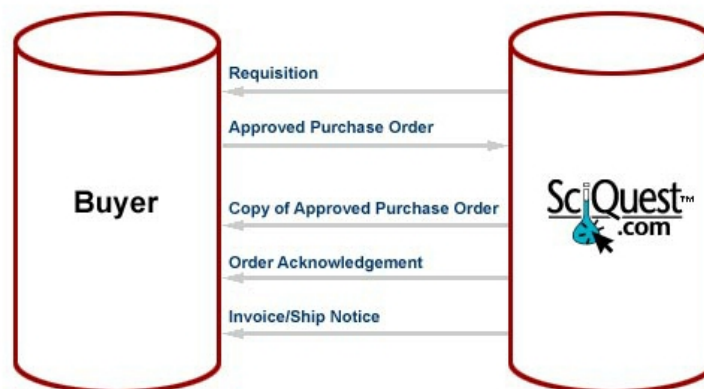 Requisition
Approved Purchase Order
Buyer
SciQuest™
.com
Copy of Approved Purchase Order
Order Acknowledgement
Invoice/Ship Notice